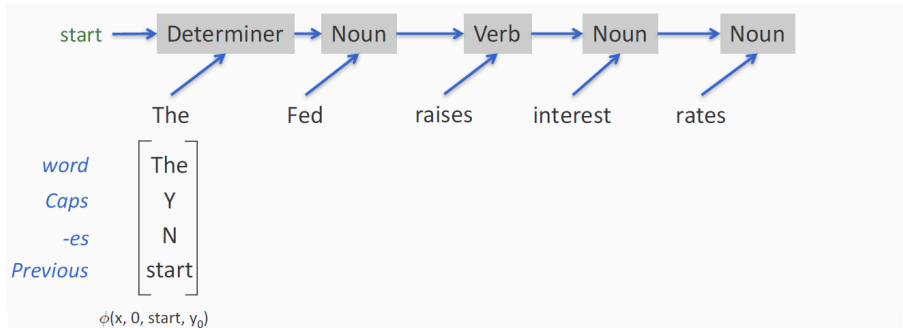 start Determiner Noun Verb Noun Noun
The Fed raises interest rates
word The
Caps Y
-es N
Previous start
ϕ(x, 0, start, y₀)